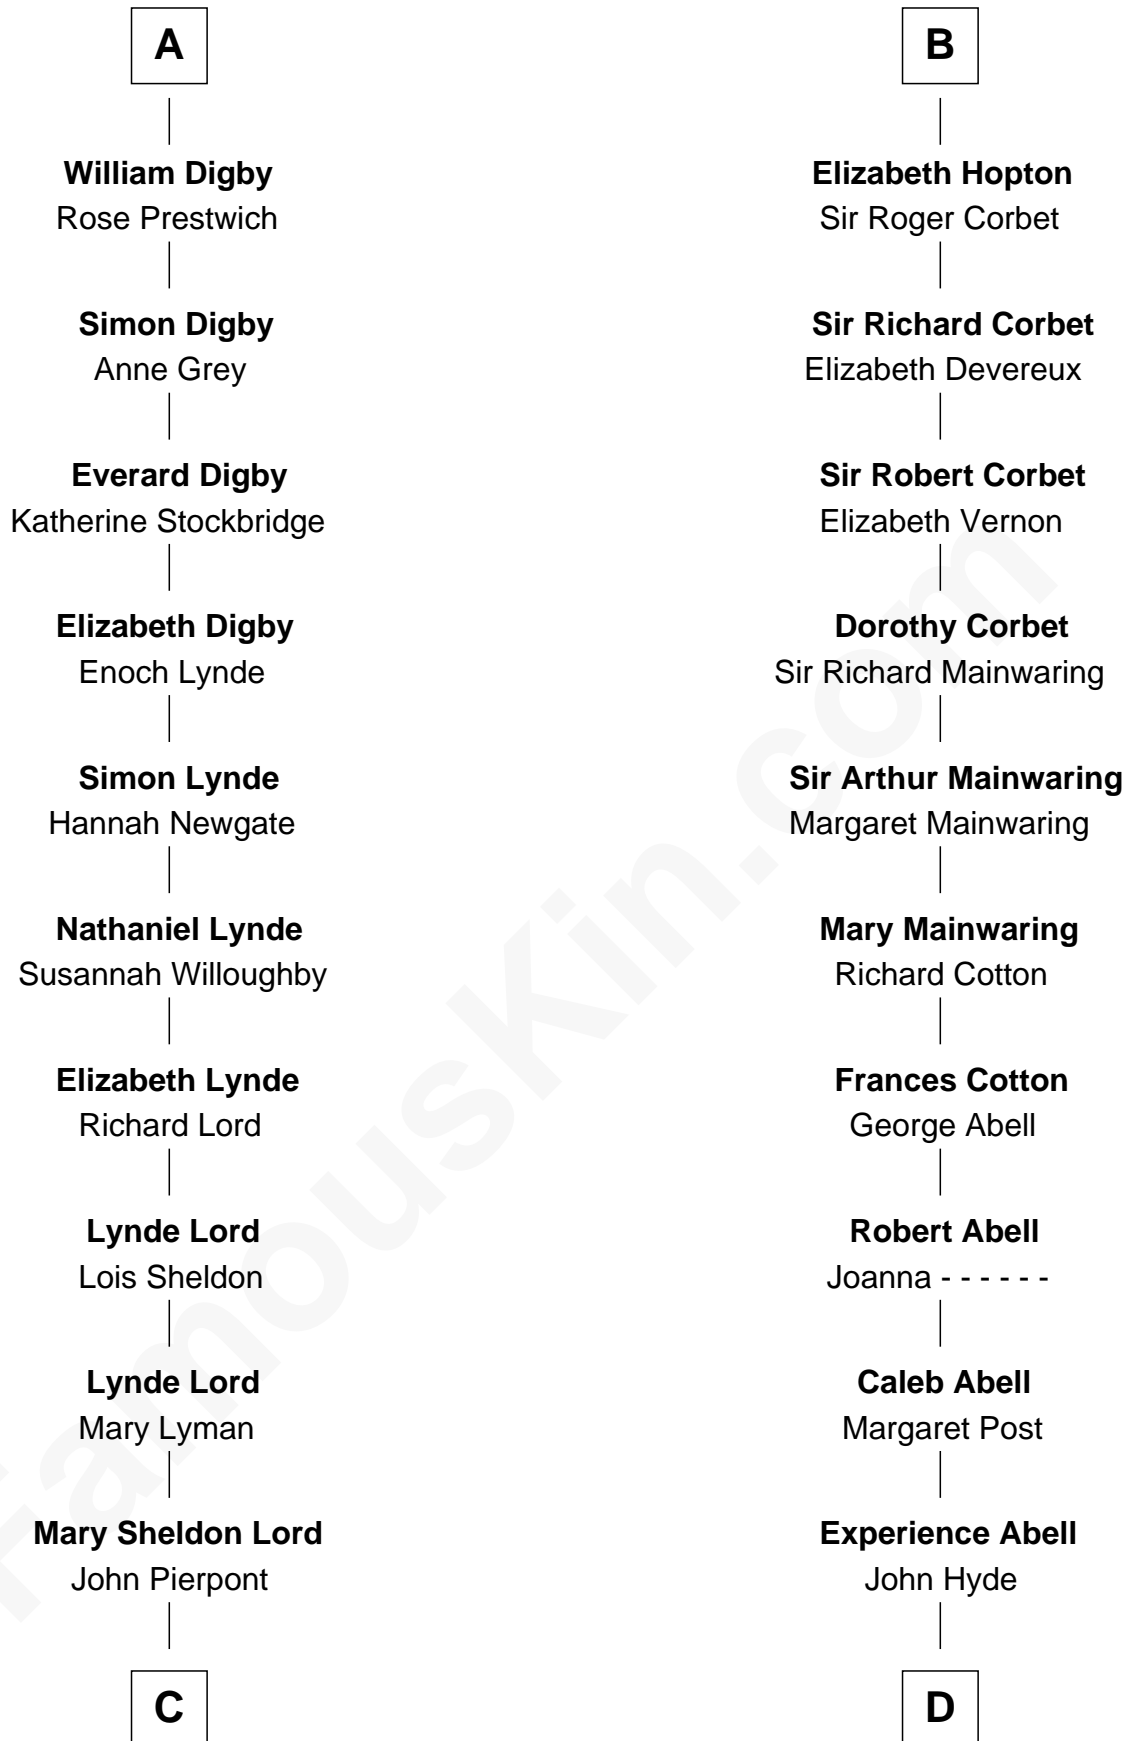 A
William Digby
Rose Prestwich
Simon Digby
Anne Grey
Everard Digby
Katherine Stockbridge
Elizabeth Digby
Enoch Lynde
Simon Lynde
Hannah Newgate
Nathaniel Lynde
Susannah Willoughby
Elizabeth Lynde
Richard Lord
Lynde Lord
Lois Sheldon
Lynde Lord
Mary Lyman
Mary Sheldon Lord
John Pierpont
C
B
Elizabeth Hopton
Sir Roger Corbet
Sir Richard Corbet
Elizabeth Devereux
Sir Robert Corbet
Elizabeth Vernon
Dorothy Corbet
Sir Richard Mainwaring
Sir Arthur Mainwaring
Margaret Mainwaring
Mary Mainwaring
Richard Cotton
Frances Cotton
George Abell
Robert Abell
Joanna - - - - - -
Caleb Abell
Margaret Post
Experience Abell
John Hyde
D
FamousKin.com